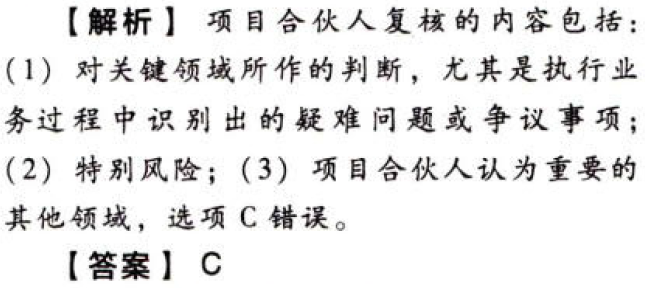 【解析】 项目合伙人复核的内容包括：
(1) 对关键领域所作的判断，尤其是执行业
务过程中识别出的疑难问题或争议事项；
(2) 特别风险；(3) 项目合伙人认为重要的
其他领域，选项 C 错误。
【答案】 C